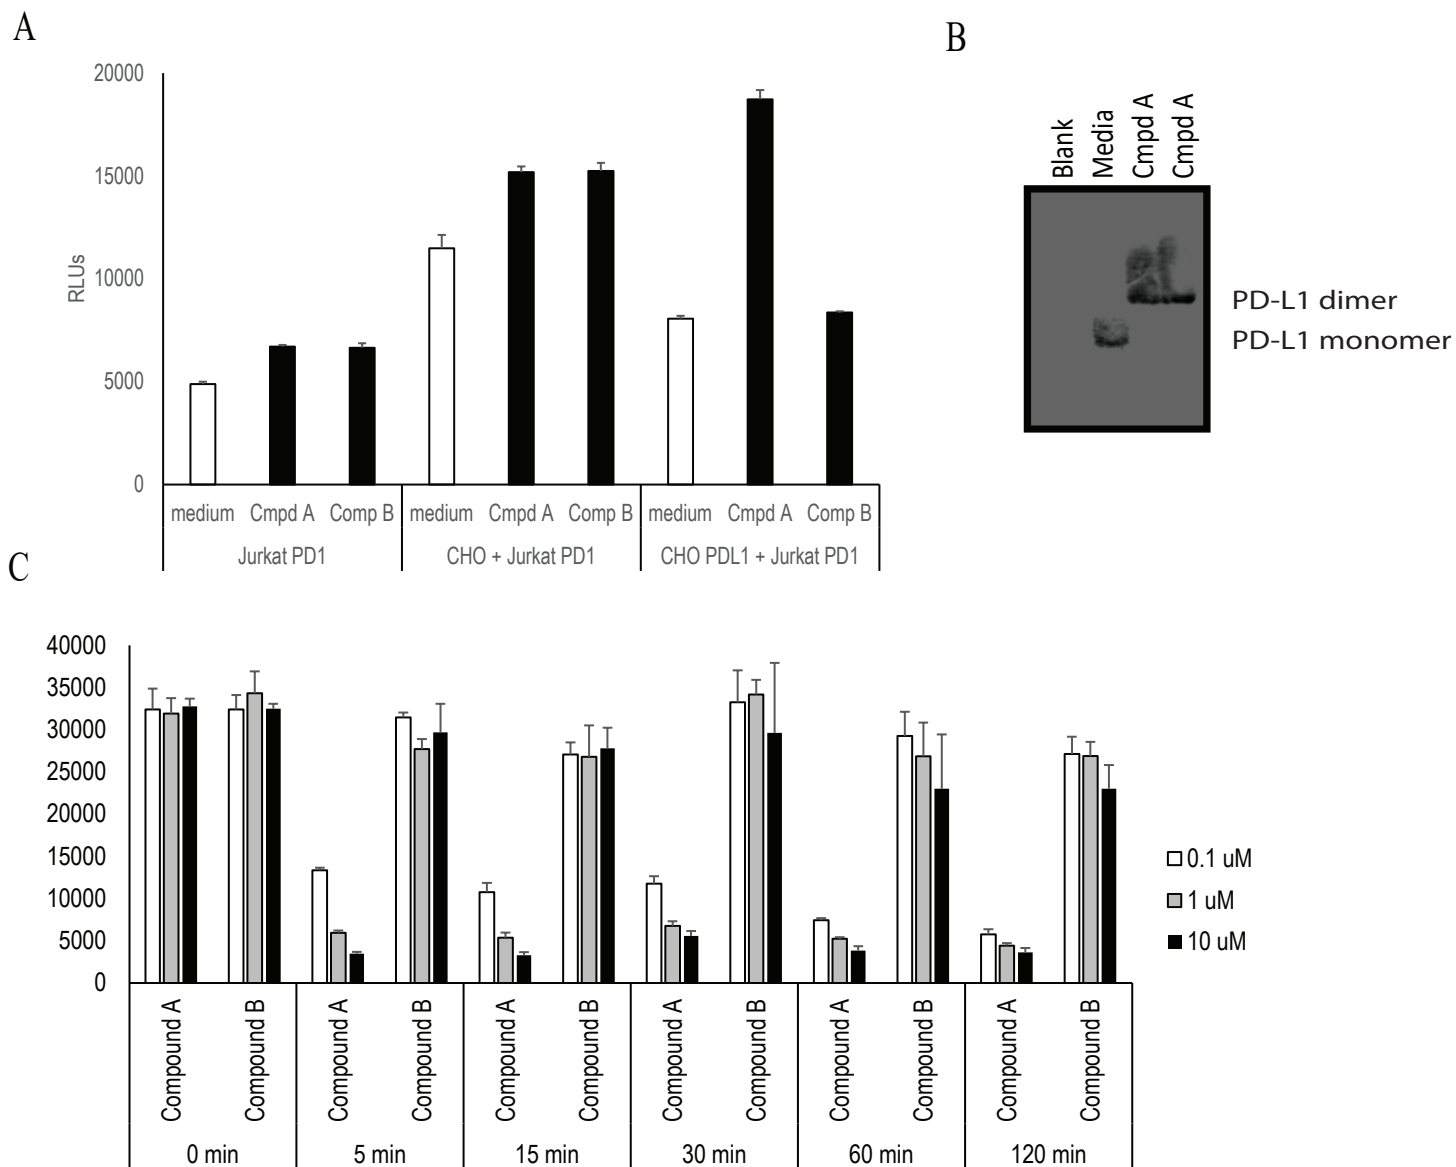 A
B
20000
15000
10000
5000
0
RLUs
medium Cmpd A Comp B medium Cmpd A Comp B medium Cmpd A Comp B
Jurkat PD1 CHO + Jurkat PD1 CHO PDL1 + Jurkat PD1
Blank
Media
Cmpd A
Cmpd A
PD-L1 dimer
PD-L1 monomer
C
40000
35000
30000
25000
20000
15000
10000
5000
0
0.1 uM
1 uM
10 uM
Compound A Compound B Compound A Compound B Compound A Compound B Compound A Compound B Compound A Compound B Compound A Compound B
0 min 5 min 15 min 30 min 60 min 120 min